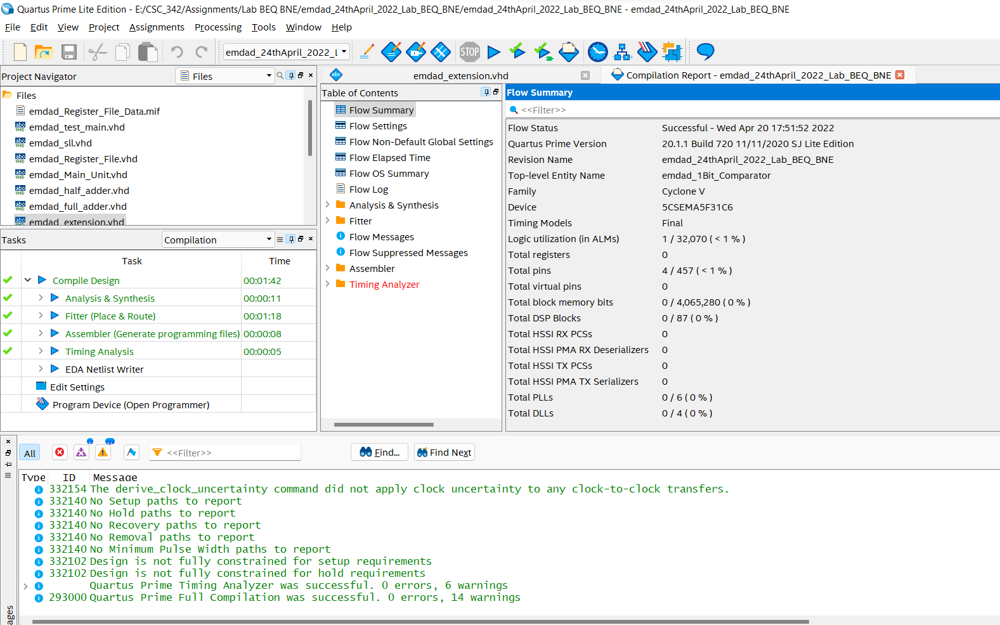 Quartus Prime Lite Edition - E:/CSC_342/Assignments/Lab BEQ BNE/emdad_24thApril_2022_Lab_BEQ_BNE/emdad_24thApril_2022_Lab_BEQ_BNE - emdad_24thApril_2022_Lab_BEQ_BNE
File Edit View Project Assignments Processing Tools Window Help
emdad_24thApril_2022_L
STOP
Project Navigator
Files
Files
emdad_Register_File_Data.mif
emdad_test_main.vhd
emdad_sll.vhd
emdad_Register_File.vhd
emdad_Main_Unit.vhd
emdad_half_adder.vhd
emdad_full_adder.vhd
emdad_extension.vhd
Tasks
Compilation
Task Time
Compile Design 00:01:42
Analysis & Synthesis 00:00:11
Fitter (Place & Route) 00:01:18
Assembler (Generate programming files) 00:00:08
Timing Analysis 00:00:05
EDA Netlist Writer
Edit Settings
Program Device (Open Programmer)
abc
emdad_extension.vhd
Compilation Report - emdad_24thApril_2022_Lab_BEQ_BNE
Table of Contents
Flow Summary
Flow Settings
Flow Non-Default Global Settings
Flow Elapsed Time
Flow OS Summary
Flow Log
Analysis & Synthesis
Fitter
Flow Messages
Flow Suppressed Messages
Assembler
Timing Analyzer
Flow Summary
<<Filter>>
Flow Status Successful - Wed Apr 20 17:51:52 2022
Quartus Prime Version 20.1.1 Build 720 11/11/2020 SJ Lite Edition
Revision Name emdad_24thApril_2022_Lab_BEQ_BNE
Top-level Entity Name emdad_1Bit_Comparator
Family Cyclone V
Device 5CSEMA5F31C6
Timing Models Final
Logic utilization (in ALMs) 1 / 32,070 ( < 1 % )
Total registers 0
Total pins 4 / 457 ( < 1 % )
Total virtual pins 0
Total block memory bits 0 / 4,065,280 ( 0 % )
Total DSP Blocks 0 / 87 ( 0 % )
Total HSSI RX PCSs 0
Total HSSI PMA RX Deserializers 0
Total HSSI TX PCSs 0
Total HSSI PMA TX Serializers 0
Total PLLs 0 / 6 ( 0 % )
Total DLLs 0 / 4 ( 0 % )
All
<<Filter>>
Find...
Find Next
Type ID Message
332154 The derive_clock_uncertainty command did not apply clock uncertainty to any clock-to-clock transfers.
332140 No Setup paths to report
332140 No Hold paths to report
332140 No Recovery paths to report
332140 No Removal paths to report
332140 No Minimum Pulse Width paths to report
332102 Design is not fully constrained for setup requirements
332102 Design is not fully constrained for hold requirements
Quartus Prime Timing Analyzer was successful. 0 errors, 6 warnings
293000 Quartus Prime Full Compilation was successful. 0 errors, 14 warnings